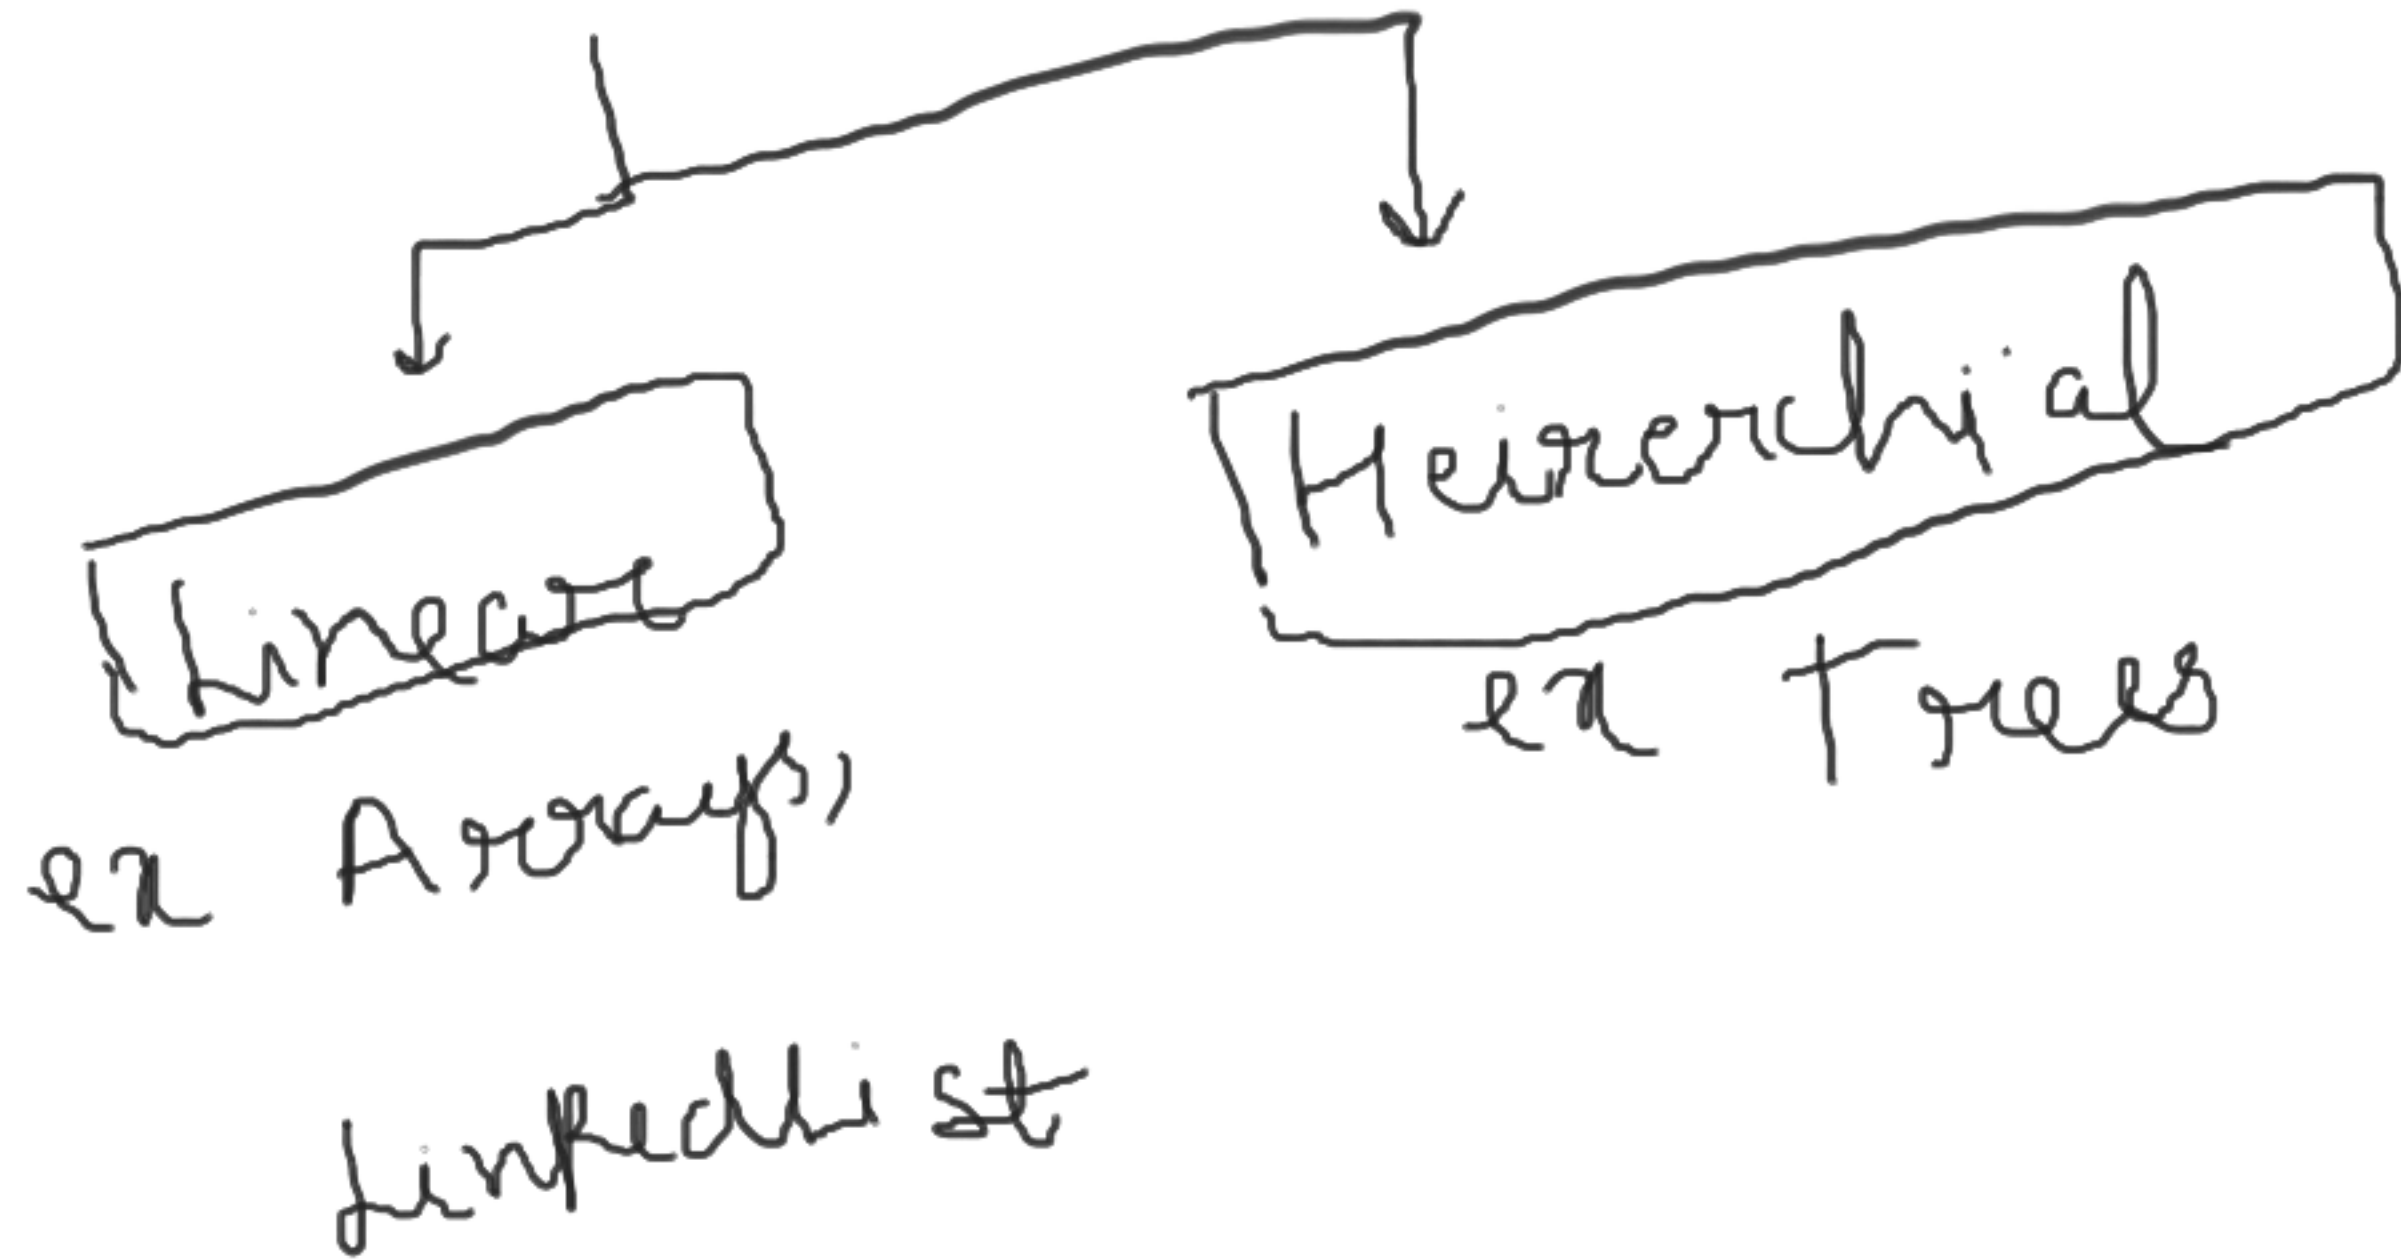 Linear
Heirerchial
ex Arrays,
ex Trees
Linkedlist